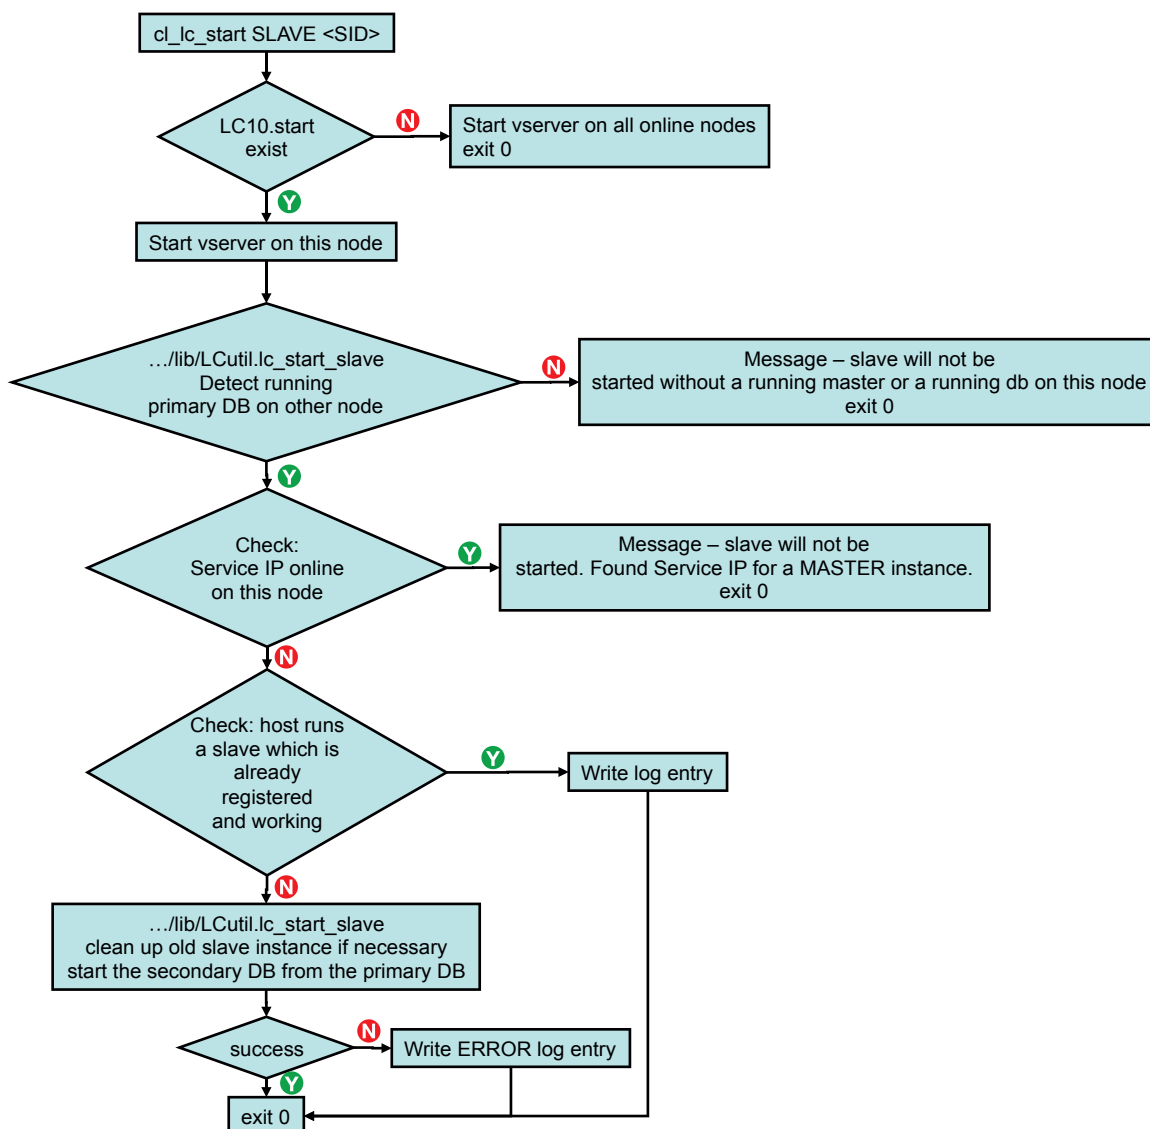 cl_lc_start SLAVE <SID>
LC10.start
exist
N
Start vserver on all online nodes
exit 0
Y
Start vserver on this node
…/lib/LCutil.lc_start_slave
Detect running
primary DB on other node
N
Message – slave will not be
started without a running master or a running db on this node
exit 0
Y
Check:
Service IP online
on this node
Y
Message – slave will not be
started. Found Service IP for a MASTER instance.
exit 0
N
Check: host runs
a slave which is
already
registered
and working
Y
Write log entry
N
…/lib/LCutil.lc_start_slave
clean up old slave instance if necessary
start the secondary DB from the primary DB
success
N
Write ERROR log entry
Y
exit 0